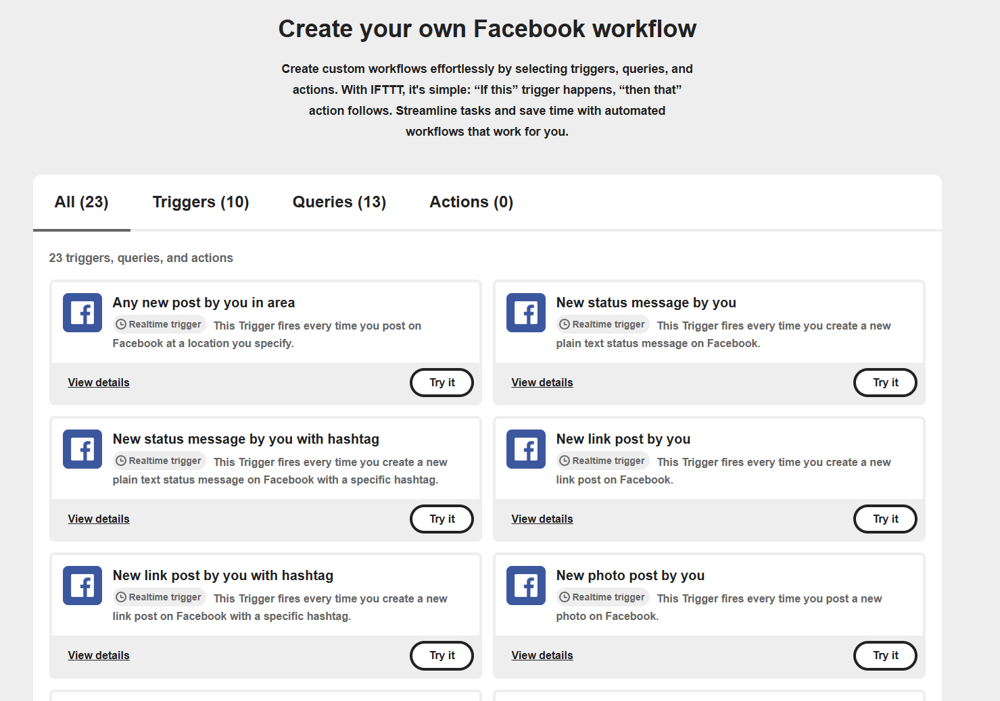 Create your own Facebook workflow
Create custom workflows effortlessly by selecting triggers, queries, and
actions. With IFTTT, it's simple: “If this” trigger happens, “then that”
action follows. Streamline tasks and save time with automated
workflows that work for you.
All (23)
Triggers (10)
Queries (13)
Actions (0)
23 triggers, queries, and actions
Any new post by you in area
Realtime trigger This Trigger fires every time you post on
Facebook at a location you specify.
View details
Try it
New status message by you
Realtime trigger This Trigger fires every time you create a new
plain text status message on Facebook.
View details
Try it
New status message by you with hashtag
Realtime trigger This Trigger fires every time you create a new
plain text status message on Facebook with a specific hashtag.
View details
Try it
New link post by you
Realtime trigger This Trigger fires every time you create a new
link post on Facebook.
View details
Try it
New link post by you with hashtag
Realtime trigger This Trigger fires every time you create a new
link post on Facebook with a specific hashtag.
View details
Try it
New photo post by you
Realtime trigger This Trigger fires every time you post a new
photo on Facebook.
View details
Try it